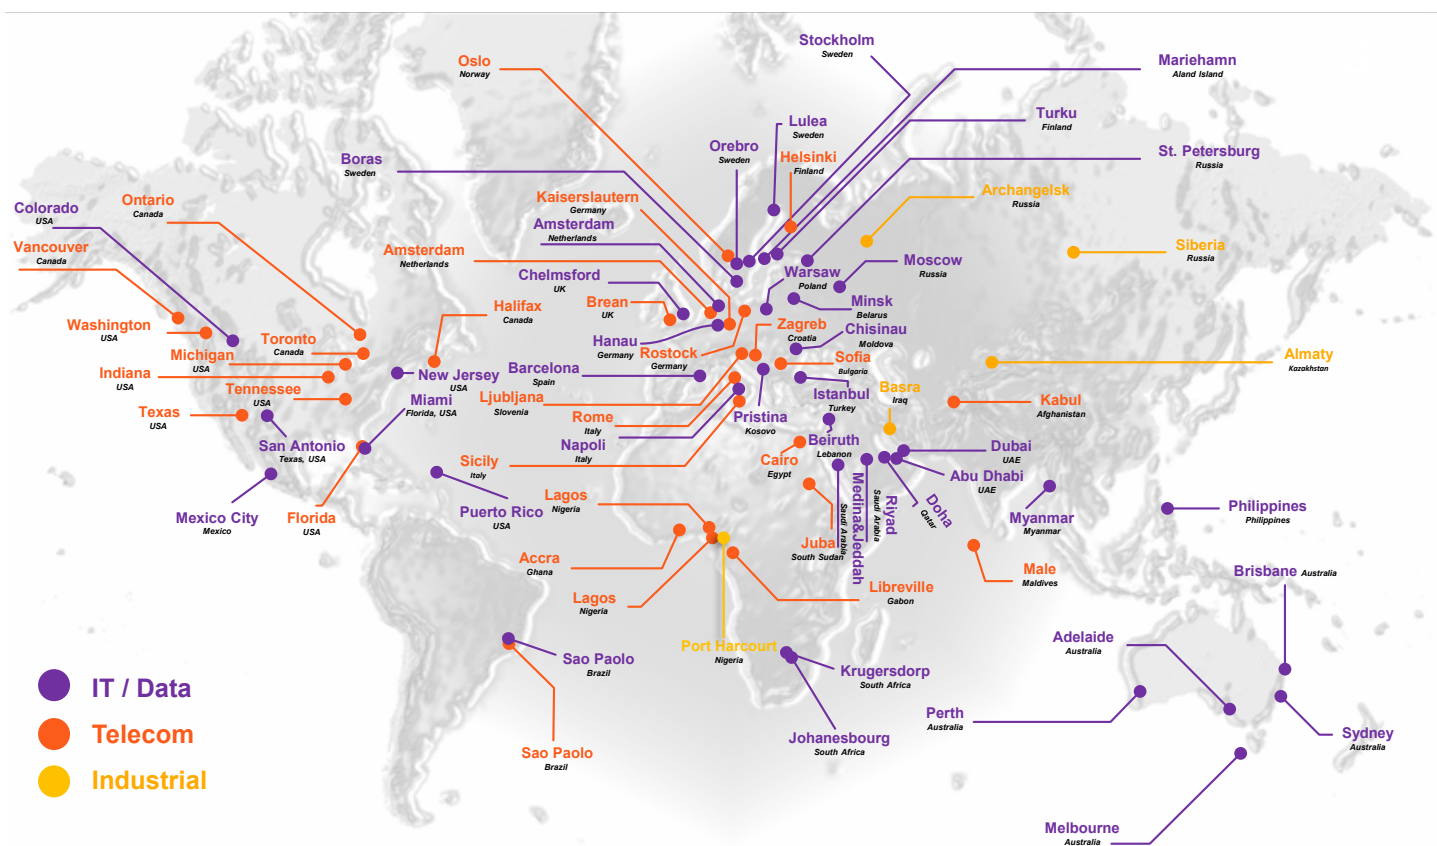 Stockholm
Sweden
Oslo
Norway
Mariehamn
Aland Island
Lulea
Sweden
Turku
Finland
Orebro
Sweden
Helsinki
Finland
St. Petersburg
Russia
Boras
Sweden
Archangelsk
Russia
Kaiserslautern
Germany
Ontario
Canada
Colorado
USA
Amsterdam
Netherlands
Vancouver
Canada
Amsterdam
Netherlands
Siberia
Russia
Moscow
Russia
Warsaw
Poland
Chelmsford
UK
Brean
UK
Minsk
Belarus
Halifax
Canada
Washington
USA
Zagreb
Croatia
Chisinau
Moldova
Toronto
Canada
Hanau
Germany
Rostock
Germany
Michigan
USA
Sofia
Bulgaria
Almaty
Kazakhstan
Indiana
USA
New Jersey
USA
Barcelona
Spain
Tennessee
USA
Basra
Iraq
Istanbul
Turkey
Ljubljana
Slovenia
Miami
Florida, USA
Kabul
Afghanistan
Texas
USA
Rome
Italy
Pristina
Kosovo
San Antonio
Texas, USA
Napoli
Italy
Beiruth
Lebanon
Dubai
UAE
Sicily
Italy
Cairo
Egypt
Abu Dhabi
UAE
Medina&Jeddah
Saudi Arabia
Riyad
Saudi Arabia
Doha
Qatar
Lagos
Nigeria
Puerto Rico
USA
Mexico City
Mexico
Florida
USA
Myanmar
Myanmar
Philippines
Philippines
Juba
South Sudan
Accra
Ghana
Male
Maldives
Brisbane Australia
Libreville
Gabon
Lagos
Nigeria
Adelaide
Australia
Port Harcourt
Nigeria
Sao Paolo
Brazil
Krugersdorp
South Africa
IT / Data
Perth
Australia
Telecom
Johanesbourg
South Africa
Sydney
Australia
Sao Paolo
Brazil
Industrial
Melbourne
Australia